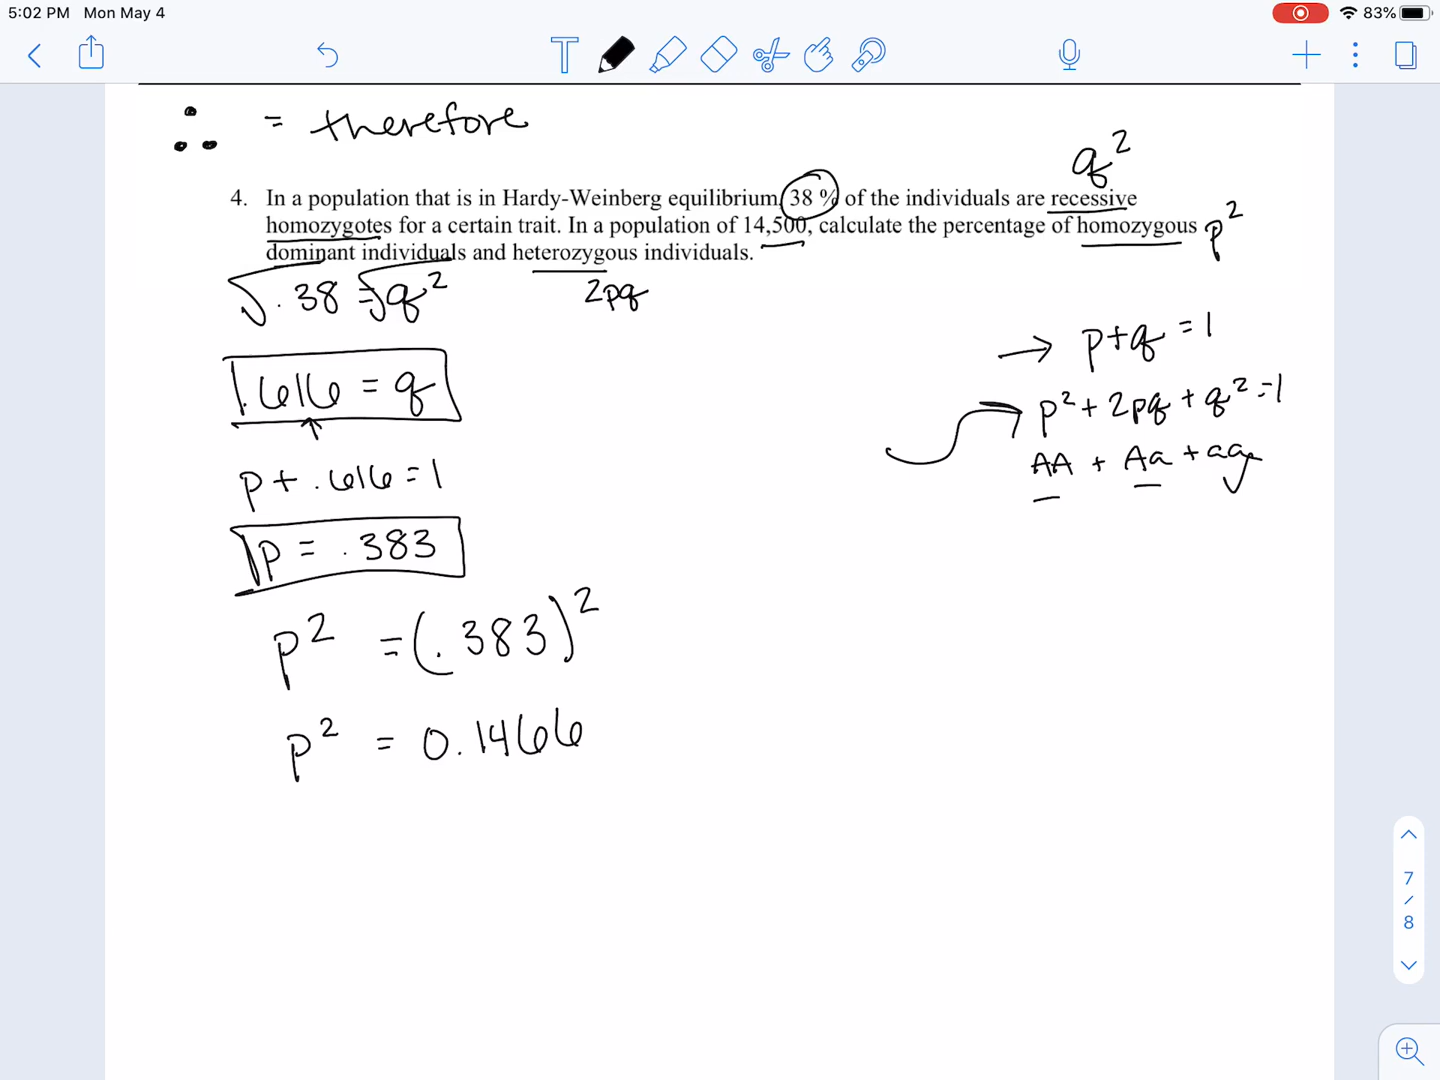 5:02 PM Mon May 4
83%
T
∴ = therefore
q²
4. In a population that is in Hardy-Weinberg equilibrium, 38 % of the individuals are recessive
homozygotes for a certain trait. In a population of 14,500, calculate the percentage of homozygous p²
dominant individuals and heterozygous individuals.
√.38 = √q²
2pq
→ p+q = 1
.616 = q
p² + 2pq + q² = 1
AA + Aa + aa
p + .616 = 1
p = .383
p² = (.383)²
p² = 0.1466
7
/
8